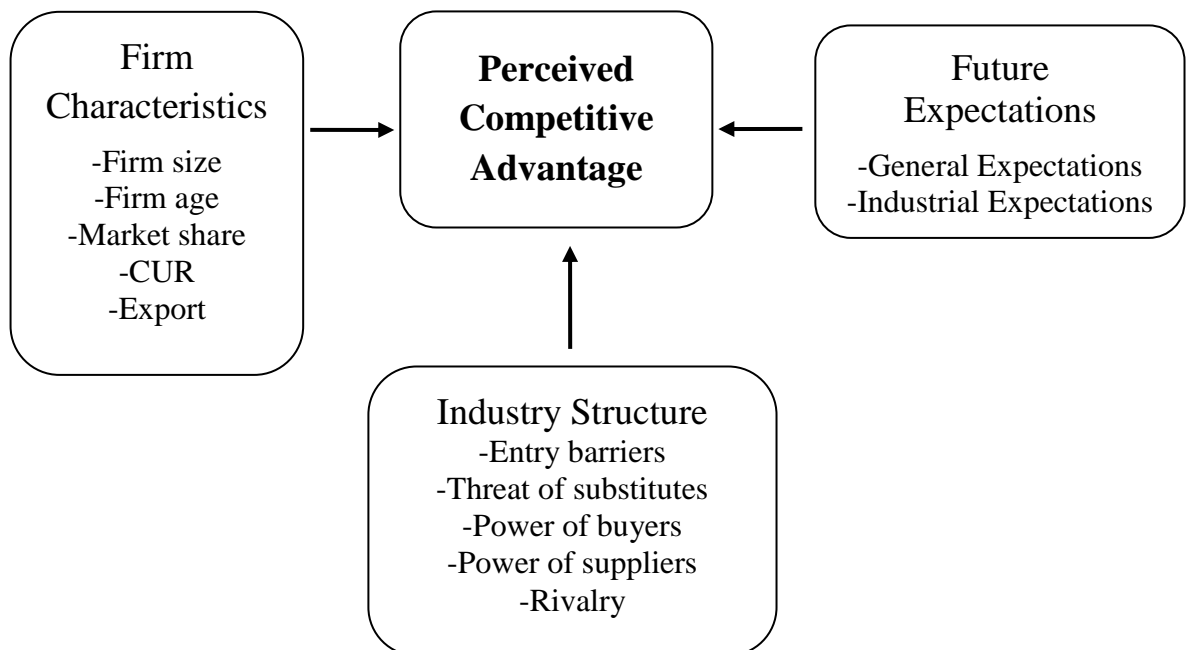 Firm
Characteristics
-Firm size
-Firm age
-Market share
-CUR
-Export
Perceived
Competitive
Advantage
Future
Expectations
-General Expectations
-Industrial Expectations
Industry Structure
-Entry barriers
-Threat of substitutes
-Power of buyers
-Power of suppliers
-Rivalry